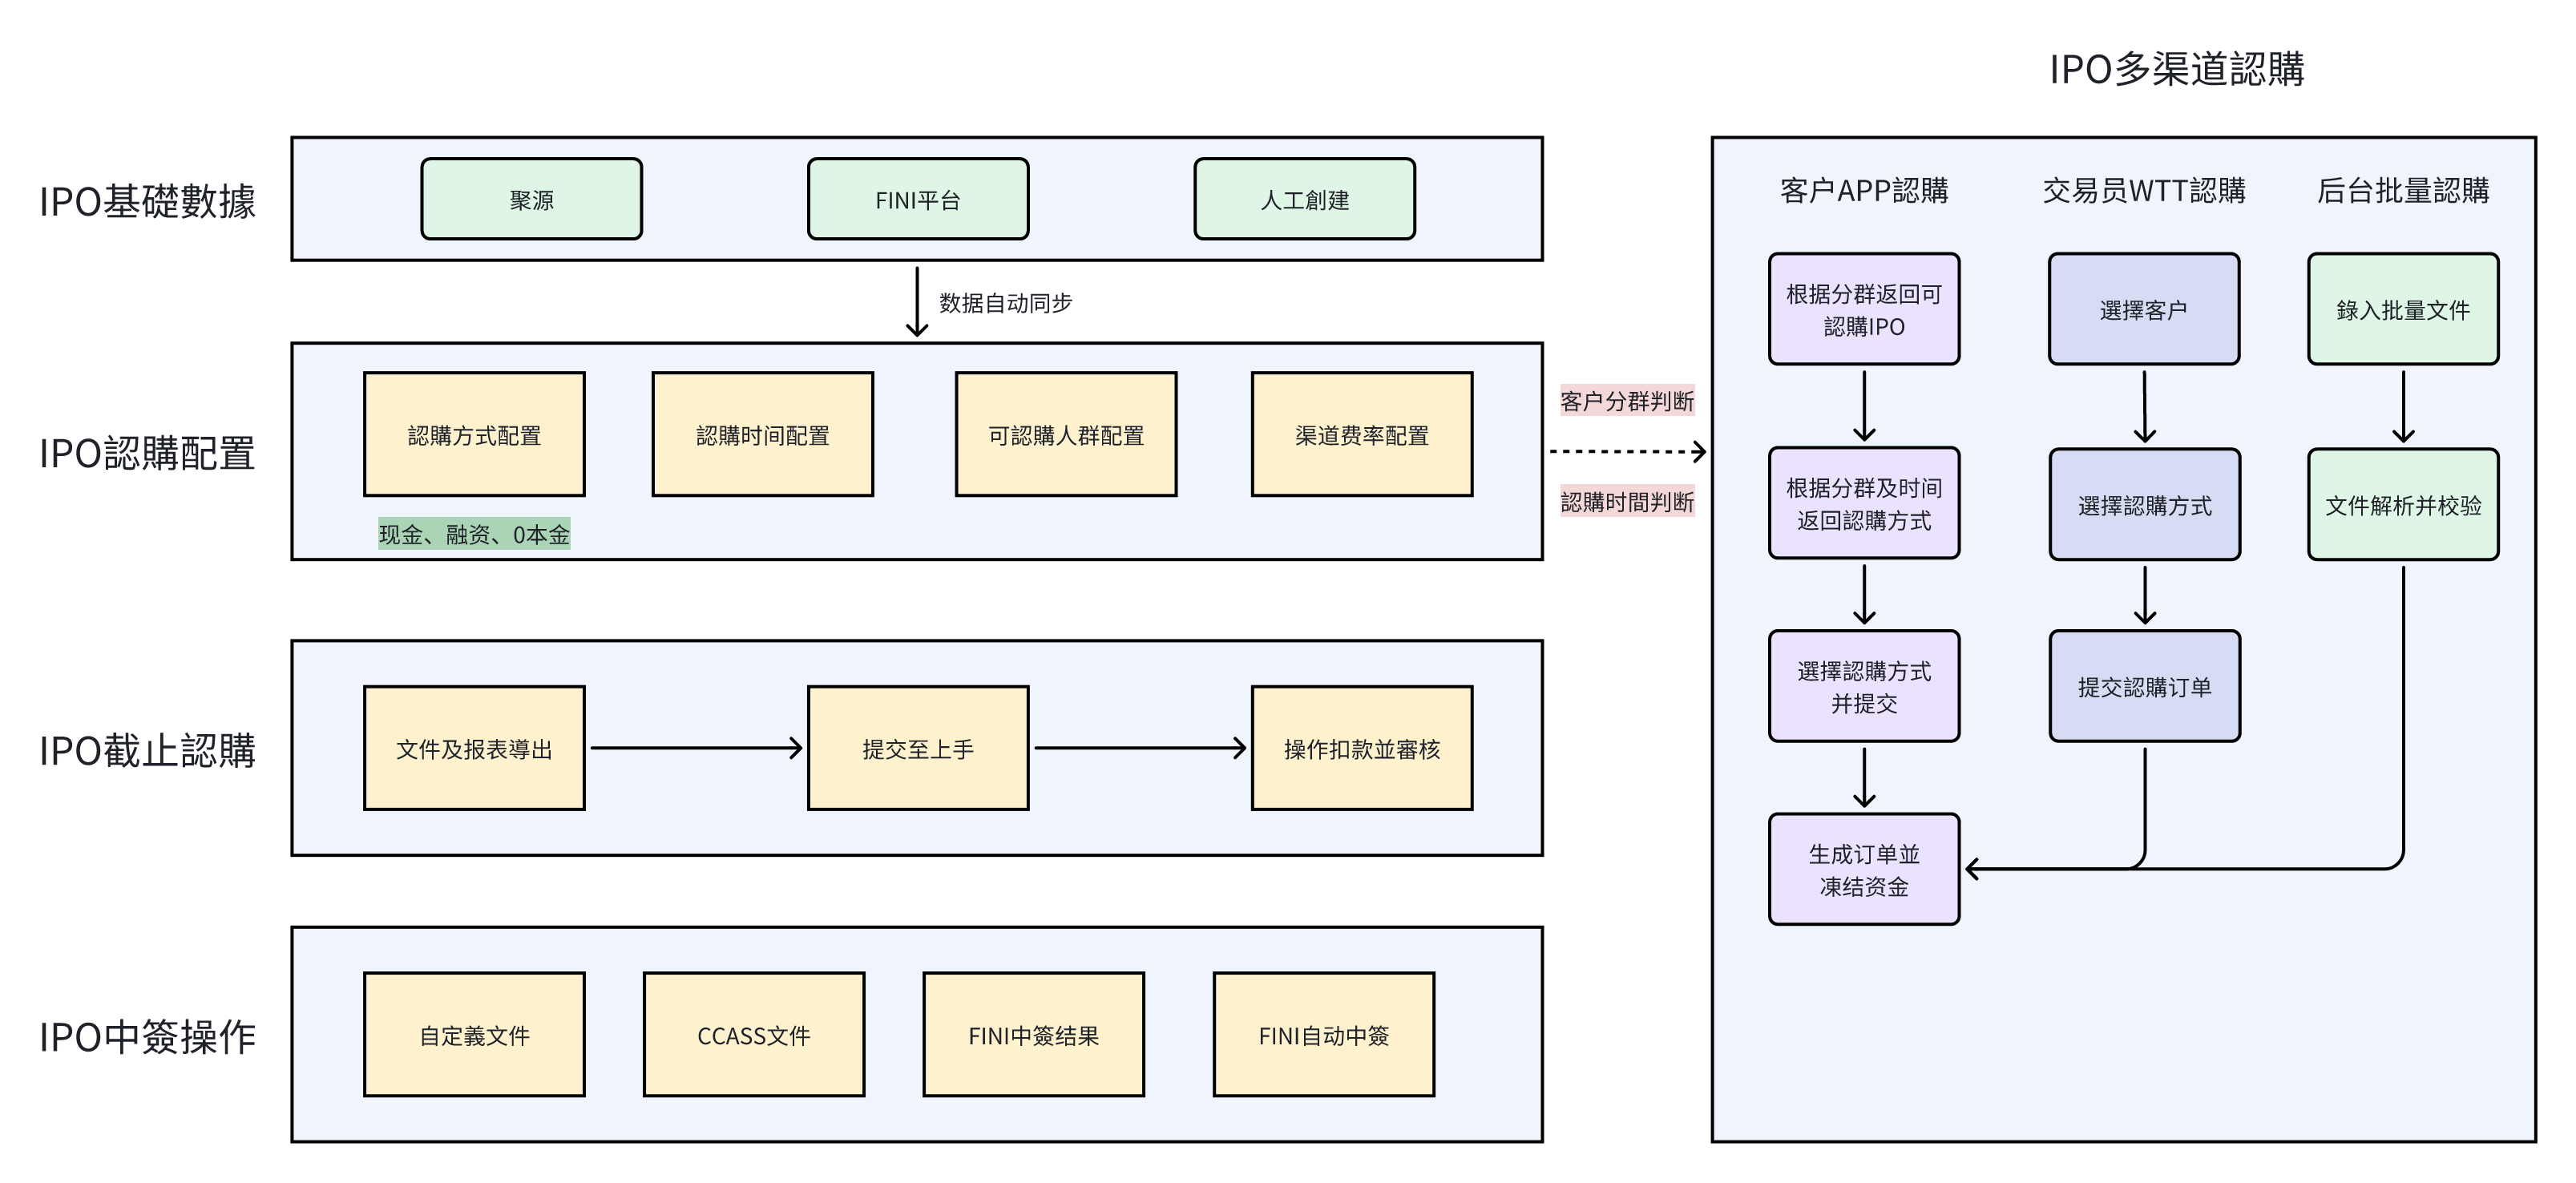 IPO多渠道認購
IPO基礎數據
聚源
FINI平台
人工創建
数据自动同步
IPO認購配置
認購方式配置
認購时间配置
可認購人群配置
渠道费率配置
现金、融资、0本金
客户分群判断
認購时間判断
IPO截止認購
文件及报表導出
提交至上手
操作扣款並審核
IPO中簽操作
自定義文件
CCASS文件
FINI中簽结果
FINI自动中簽
客户APP認購
交易员WTT認購
后台批量認購
根据分群返回可
認購IPO
根据分群及时间
返回認購方式
選擇認購方式
并提交
生成订单並
凍结资金
選擇客户
選擇認購方式
提交認購订单
錄入批量文件
文件解析并校验